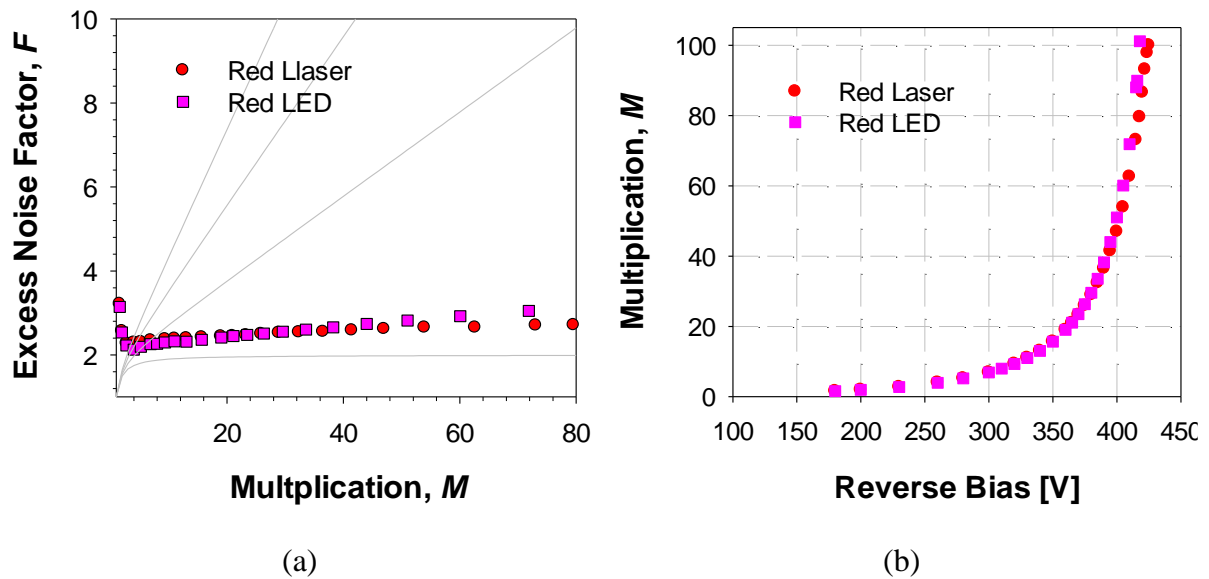 Excess Noise Factor, F
10
8
6
4
2
Red Llaser
Red LED
20 40 60 80
Multplication, M
(a)
Multiplication, M
100
80
60
40
20
0
Red Laser
Red LED
100 150 200 250 300 350 400 450
Reverse Bias [V]
(b)